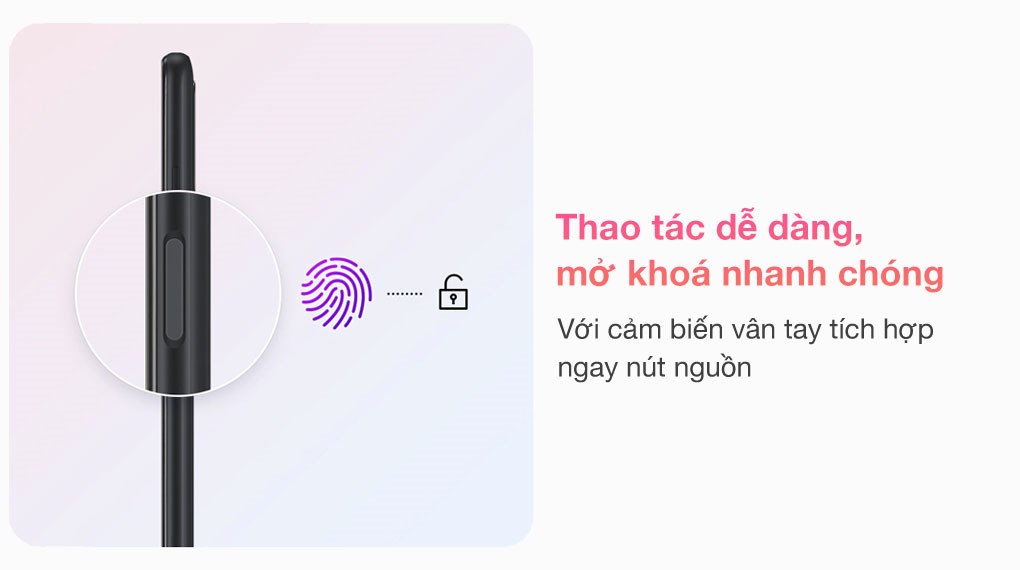 Thao tác dễ dàng,
mở khoá nhanh chóng
Với cảm biến vân tay tích hợp
ngay nút nguồn